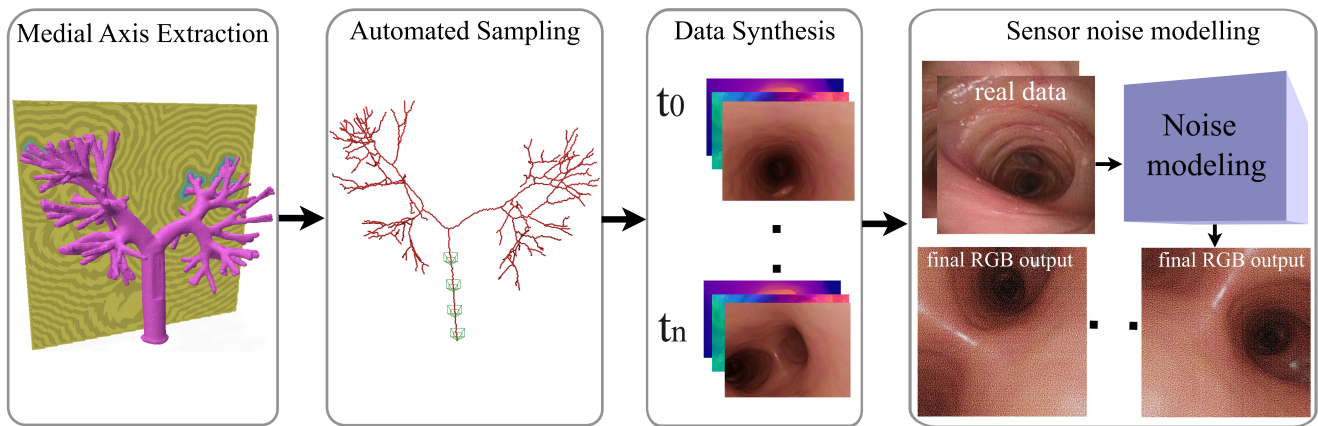 Medial Axis Extraction
Automated Sampling
Data Synthesis
t0
tn
Sensor noise modelling
real data
Noise
modeling
final RGB output
final RGB output